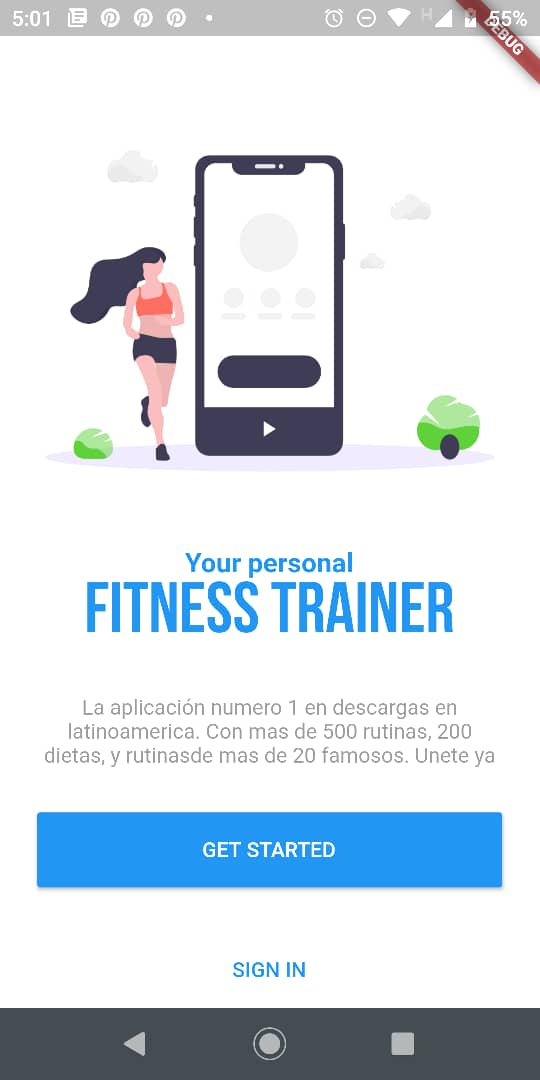 5:01
H
55%
DEBUG
Your personal
FITNESS TRAINER
La aplicación numero 1 en descargas en
latinoamerica. Con mas de 500 rutinas, 200
dietas, y rutinasde mas de 20 famosos. Unete ya
GET STARTED
SIGN IN